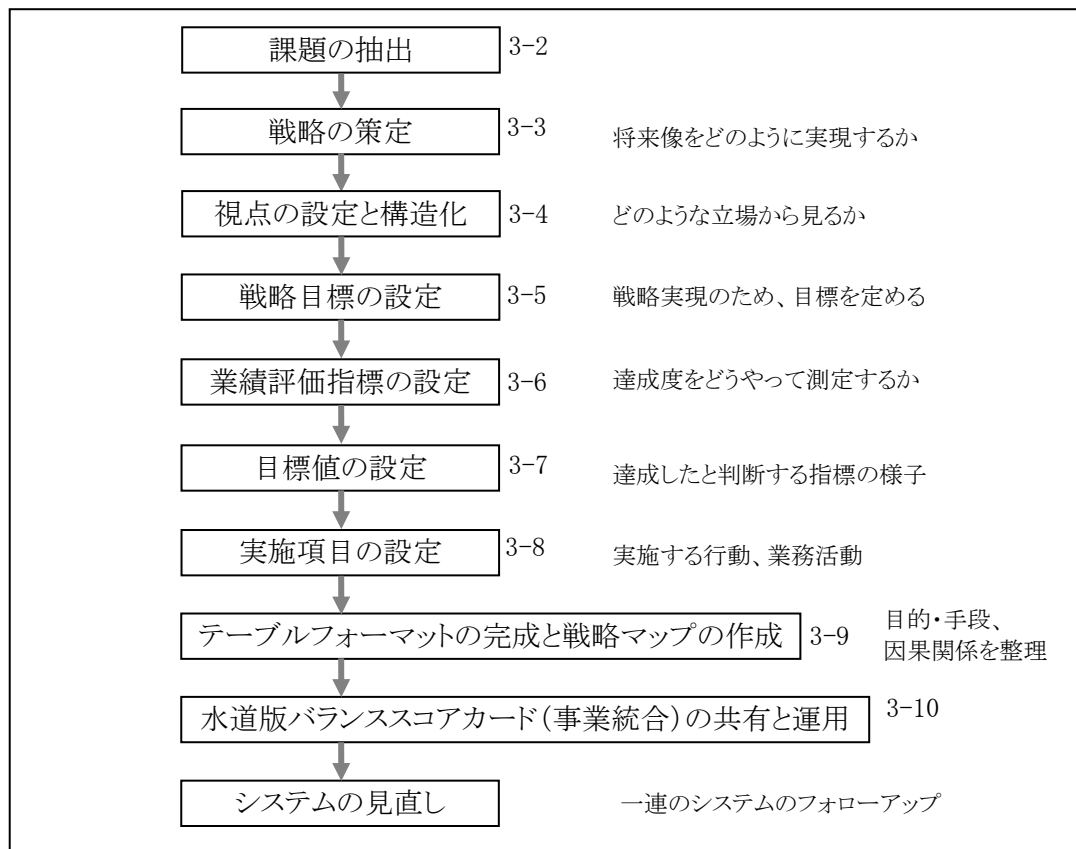 課題の抽出 3-2
戦略の策定 3-3 将来像をどのように実現するか
視点の設定と構造化 3-4 どのような立場から見るか
戦略目標の設定 3-5 戦略実現のため、目標を定める
業績評価指標の設定 3-6 達成度をどうやって測定するか
目標値の設定 3-7 達成したと判断する指標の様子
実施項目の設定 3-8 実施する行動、業務活動
テーブルフォーマットの完成と戦略マップの作成 3-9 目的・手段、
因果関係を整理
水道版バランススコアカード(事業統合)の共有と運用 3-10
システムの見直し 一連のシステムのフォローアップ